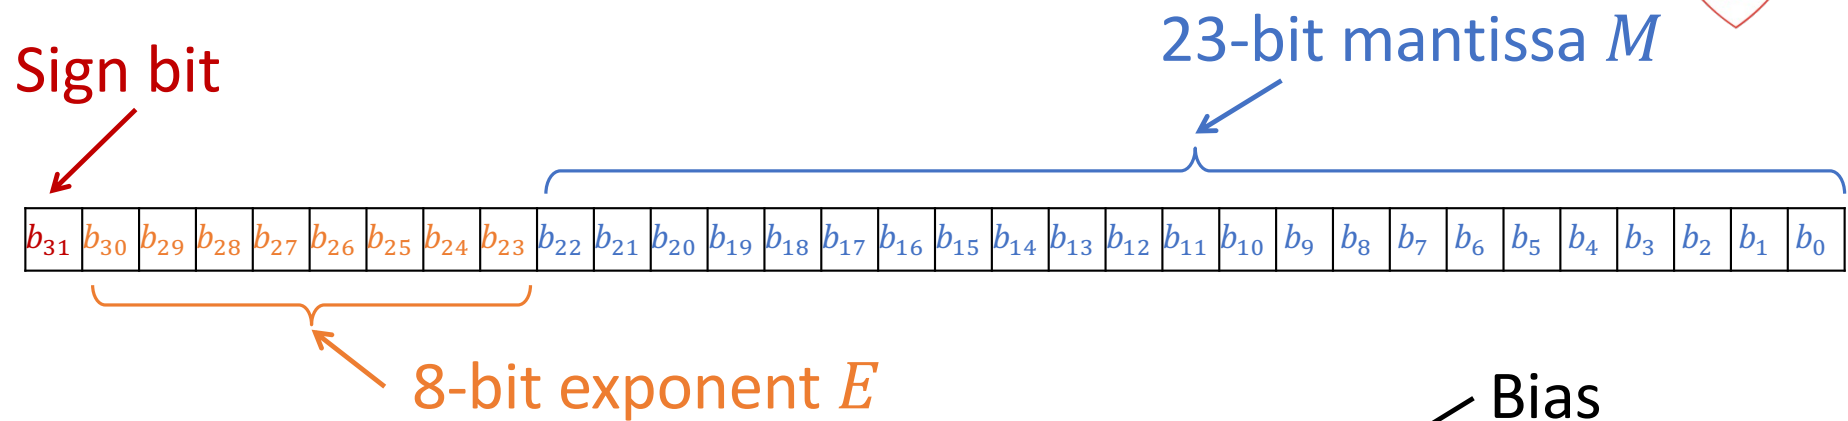 23-bit mantissa M
Sign bit
b₃₁ b₃₀ b₂₉ b₂₈ b₂₇ b₂₆ b₂₅ b₂₄ b₂₃ b₂₂ b₂₁ b₂₀ b₁₉ b₁₈ b₁₇ b₁₆ b₁₅ b₁₄ b₁₃ b₁₂ b₁₁ b₁₀ b₉ b₈ b₇ b₆ b₅ b₄ b₃ b₂ b₁ b₀
8-bit exponent E
Bias